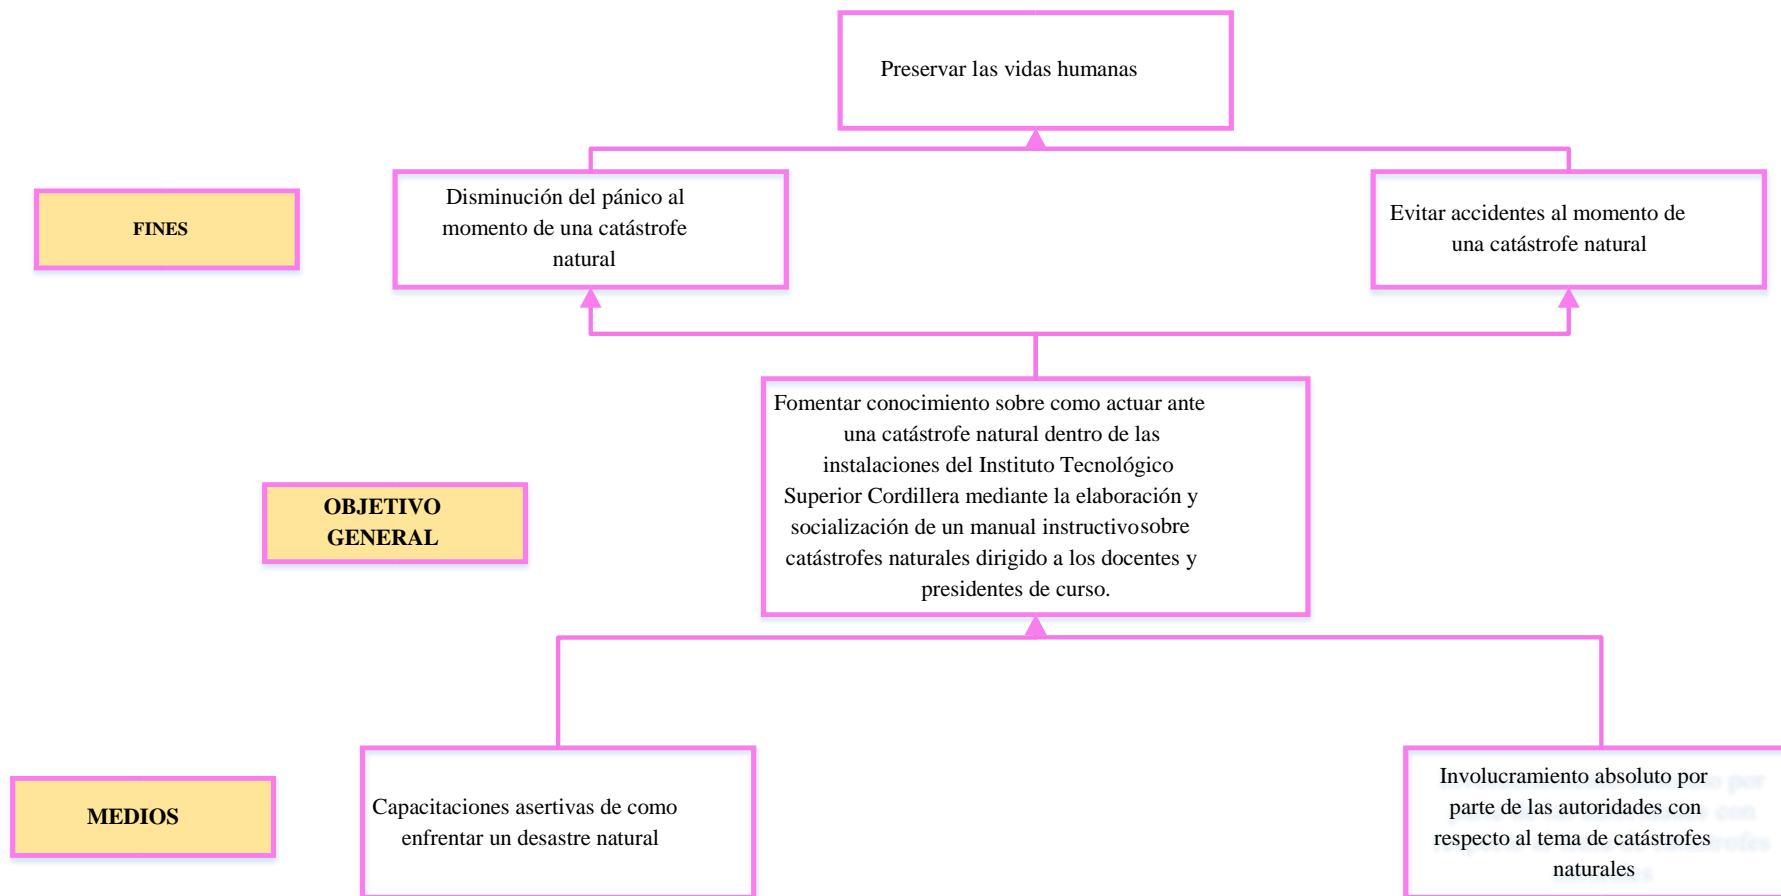 Preservar las vidas humanas
FINES
Disminución del pánico al
momento de una catástrofe
natural
Evitar accidentes al momento de
una catástrofe natural
OBJETIVO
GENERAL
Fomentar conocimiento sobre como actuar ante
una catástrofe natural dentro de las
instalaciones del Instituto Tecnológico
Superior Cordillera mediante la elaboración y
socialización de un manual instructivo sobre
catástrofes naturales dirigido a los docentes y
presidentes de curso.
MEDIOS
Capacitaciones asertivas de como
enfrentar un desastre natural
Involucramiento absoluto por
parte de las autoridades con
respecto al tema de catástrofes
naturales